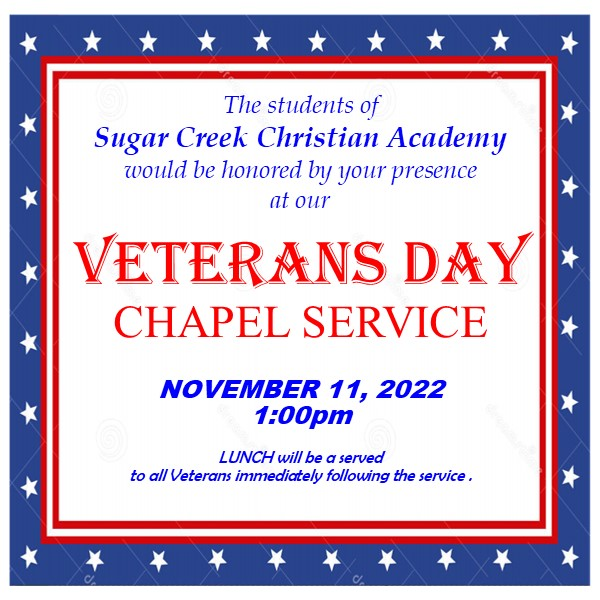 The students of
Sugar Creek Christian Academy
would be honored by your presence
at our
VETERANS DAY
CHAPEL SERVICE
NOVEMBER 11, 2022
1:00pm
LUNCH will be a served
to all Veterans immediately following the service .